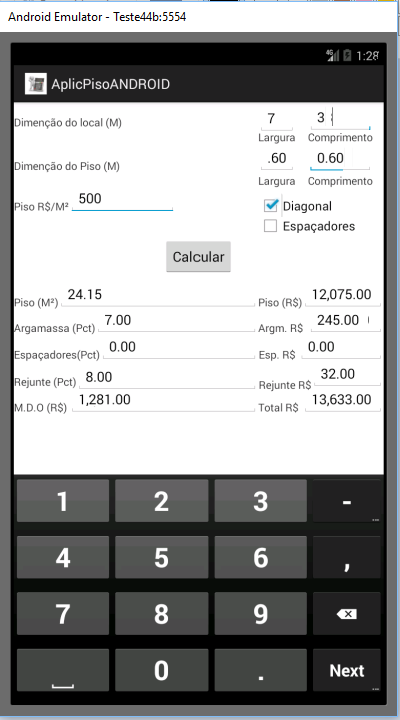 Android Emulator - Teste44b:5554
4G 1:28
AplicPisoANDROID
Dimenção do local (M) 7 3
Largura Comprimento
Dimenção do Piso (M) .60 0.60
Largura Comprimento
Piso R$/M² 500
Diagonal
Espaçadores
Calcular
Piso (M²) 24.15 Piso (R$) 12,075.00
Argamassa (Pct) 7.00 Argm. R$ 245.00
Espaçadores(Pct) 0.00 Esp. R$ 0.00
Rejunte (Pct) 8.00 Rejunte R$ 32.00
M.D.O (R$) 1,281.00 Total R$ 13,633.00
1 2 3 -
4 5 6 ,
7 8 9
0 . Next